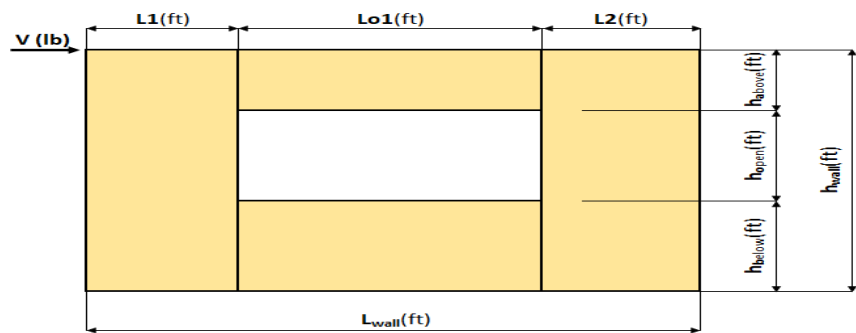 L1(ft)
Lo1(ft)
L2(ft)
V (lb)
habove(ft)
hopen(ft)
hbelow(ft)
hwall(ft)
Lwall(ft)